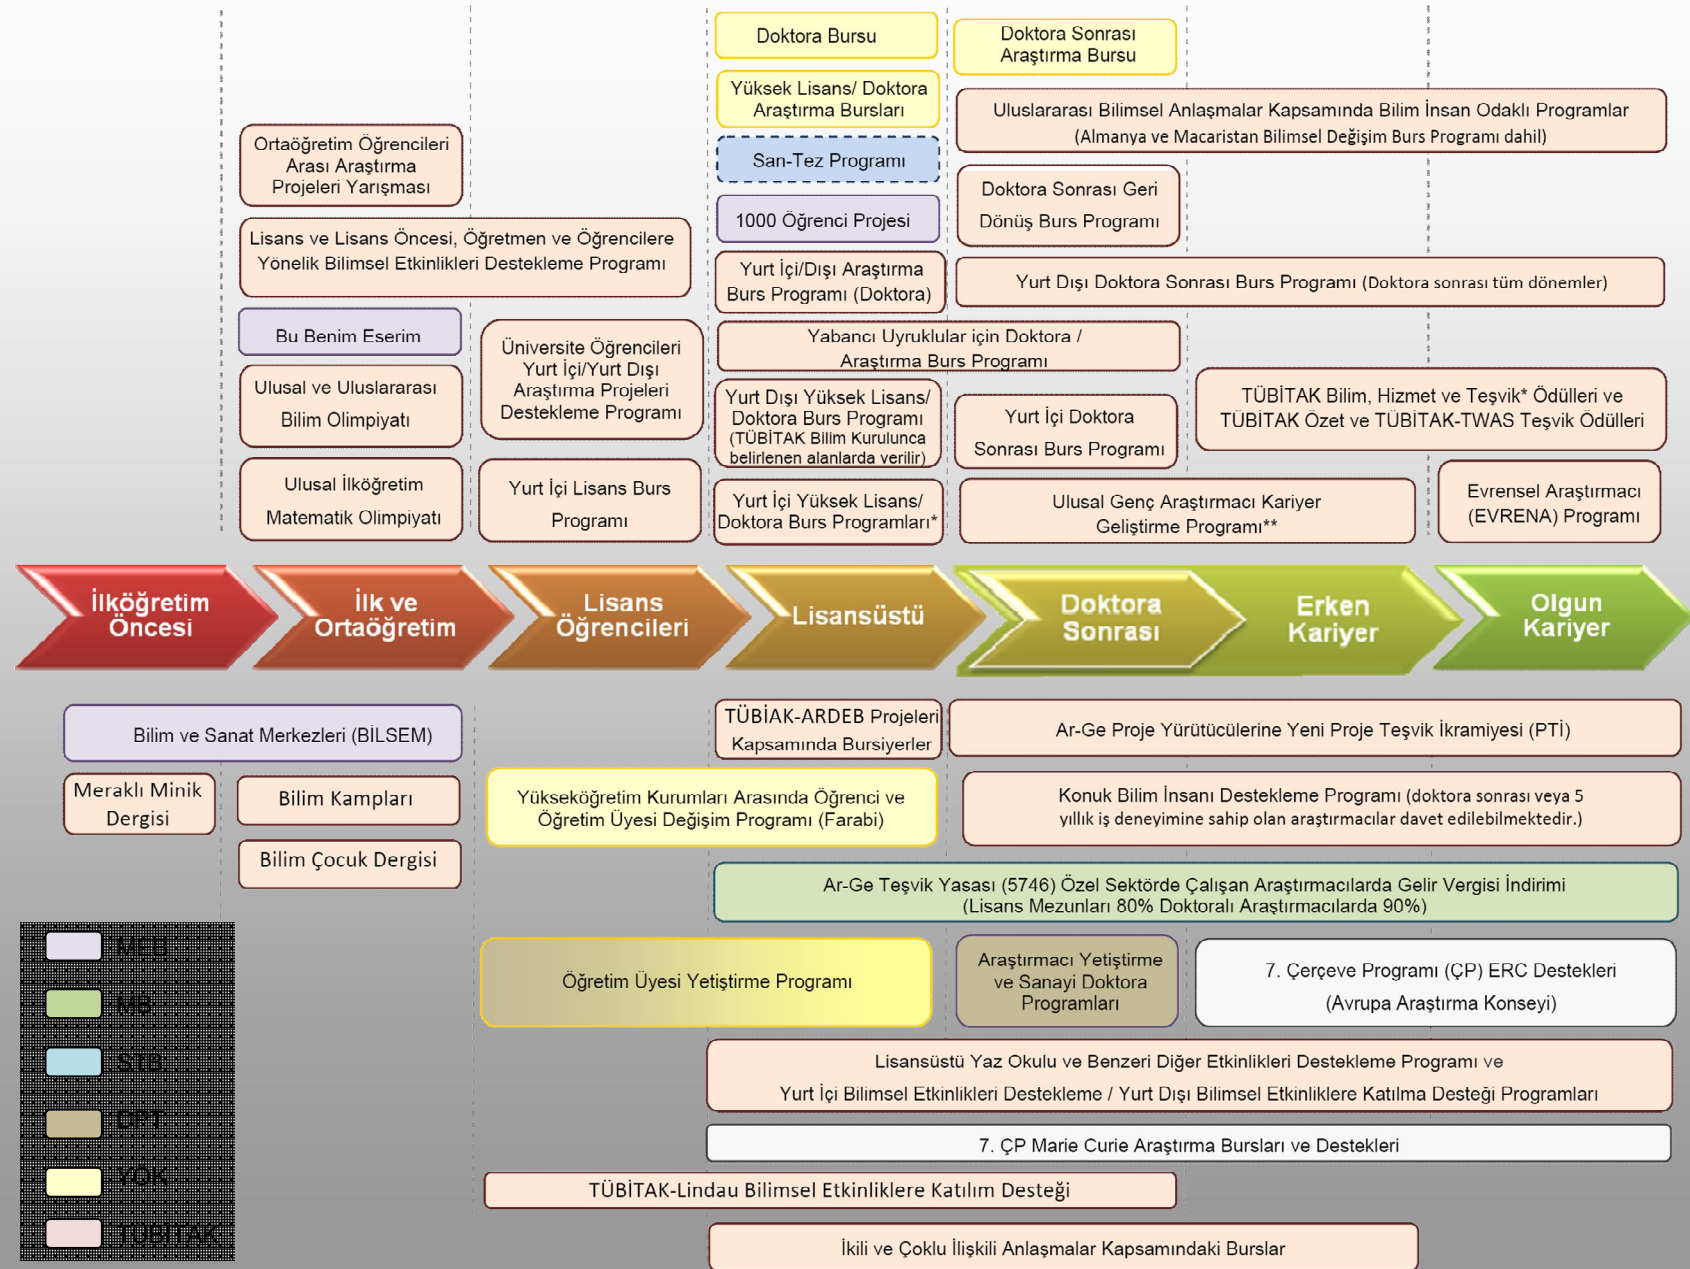 Doktora Bursu
Doktora Sonrası
Araştırma Bursu
Yüksek Lisans/ Doktora
Araştırma Bursları
Uluslararası Bilimsel Anlaşmalar Kapsamında Bilim İnsan Odaklı Programlar
(Almanya ve Macaristan Bilimsel Değişim Burs Programı dahil)
Ortaöğretim Öğrencileri
Arası Araştırma
Projeleri Yarışması
San-Tez Programı
Doktora Sonrası Geri
Dönüş Burs Programı
1000 Öğrenci Projesi
Lisans ve Lisans Öncesi, Öğretmen ve Öğrencilere
Yönelik Bilimsel Etkinlikleri Destekleme Programı
Yurt İçi/Dışı Araştırma
Burs Programı (Doktora)
Yurt Dışı Doktora Sonrası Burs Programı (Doktora sonrası tüm dönemler)
Bu Benim Eserim
Üniversite Öğrencileri
Yurt İçi/Yurt Dışı
Araştırma Projeleri
Destekleme Programı
Yabancı Uyruklular için Doktora /
Araştırma Burs Programı
Ulusal ve Uluslararası
Bilim Olimpiyatı
Yurt Dışı Yüksek Lisans/
Doktora Burs Programı
(TÜBİTAK Bilim Kurulunca
belirlenen alanlarda verilir)
Yurt İçi Doktora
Sonrası Burs Programı
TÜBİTAK Bilim, Hizmet ve Teşvik* Ödülleri ve
TÜBİTAK Özet ve TÜBİTAK-TWAS Teşvik Ödülleri
Ulusal İlköğretim
Matematik Olimpiyatı
Yurt İçi Lisans Burs
Programı
Yurt İçi Yüksek Lisans/
Doktora Burs Programları*
Ulusal Genç Araştırmacı Kariyer
Geliştirme Programı**
Evrensel Araştırmacı
(EVRENA) Programı
İlköğretim
Öncesi
İlk ve
Ortaöğretim
Lisans
Öğrencileri
Lisansüstü
Doktora
Sonrası
Erken
Kariyer
Olgun
Kariyer
Bilim ve Sanat Merkezleri (BİLSEM)
TÜBİAK-ARDEB Projeleri
Kapsamında Bursiyerler
Ar-Ge Proje Yürütücülerine Yeni Proje Teşvik İkramiyesi (PTİ)
Meraklı Minik
Dergisi
Bilim Kampları
Yükseköğretim Kurumları Arasında Öğrenci ve
Öğretim Üyesi Değişim Programı (Farabi)
Konuk Bilim İnsanı Destekleme Programı (doktora sonrası veya 5
yıllık iş deneyimine sahip olan araştırmacılar davet edilebilmektedir.)
Bilim Çocuk Dergisi
Ar-Ge Teşvik Yasası (5746) Özel Sektörde Çalışan Araştırmacılarda Gelir Vergisi İndirimi
(Lisans Mezunları 80% Doktoralı Araştırmacılarda 90%)
MEB
MB
STB
DPT
YÖK
TÜBİTAK
Öğretim Üyesi Yetiştirme Programı
Araştırmacı Yetiştirme
ve Sanayi Doktora
Programları
7. Çerçeve Programı (ÇP) ERC Destekleri
(Avrupa Araştırma Konseyi)
Lisansüstü Yaz Okulu ve Benzeri Diğer Etkinlikleri Destekleme Programı ve
Yurt İçi Bilimsel Etkinlikleri Destekleme / Yurt Dışı Bilimsel Etkinliklere Katılma Desteği Programları
7. ÇP Marie Curie Araştırma Bursları ve Destekleri
TÜBİTAK-Lindau Bilimsel Etkinliklere Katılım Desteği
İkili ve Çoklu İlişkili Anlaşmalar Kapsamındaki Burslar